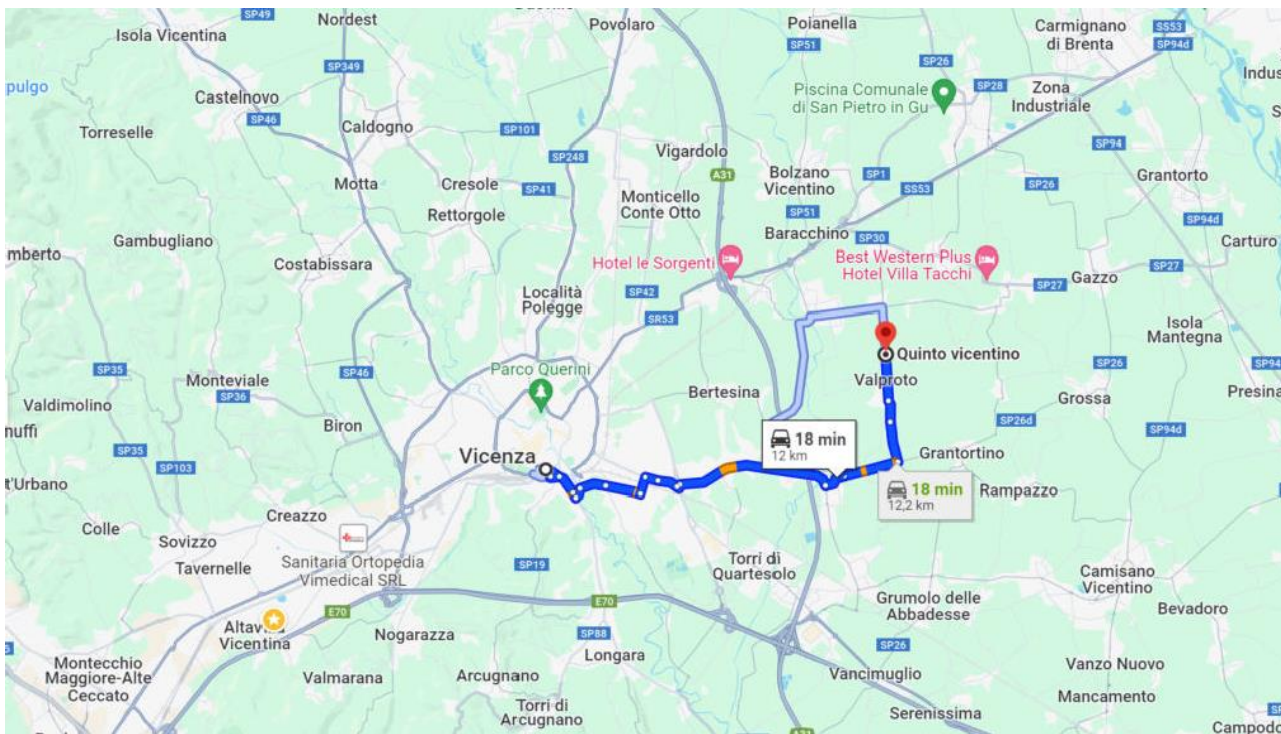 SP49
Nordest
Povolaro
Poianella
Carmignano
di Brenta
SS53
SP94d
Isola Vicentina
SP51
SP349
SP26
Piscina Comunale
di San Pietro in Gu
SP28
Zona
Industriale
Indus
pulgo
Castelnovo
SP46
Torreselle
Caldogno
SP101
SP248
Vigardolo
A31
Bolzano
Vicentino
SP1
SP94
Grantorto
Motta
Cresole
SP41
Rettorgole
Monticello
Conte Otto
SP51
SS53
SP26
SP94d
Baracchino
SP30
Gambugliano
mberto
Costabissara
Hotel le Sorgenti
Best Western Plus
Hotel Villa Tacchi
Carturo
SP27
Gazzo
SP27
Località
Polegge
SP42
SR53
Isola
Mantegna
Quinto vicentino
Parco Querini
Valproto
SP26
SP94
SP35
Monteviale
SP46
SP36
Bertesina
Presina
Valdimolino
Grossa
nuffi
Biron
SP26d
SP94d
18 min
12 km
SP35
Vicenza
Grantortino
SP103
t'Urbano
18 min
12,2 km
Rampazzo
Creazzo
Colle
Sovizzo
Sanitaria Ortopedia
Vimedical SRL
Tavernelle
SP19
Torri di
Quartesolo
Camisano
Vicentino
Grumolo delle
Abbadesse
Bevadoro
E70
E70
Altavilla
Vicentina
Nogarazza
SP88
Longara
SP26
Montecchio
Maggiore-Alte
Ceccato
Valmarana
Arcugnano
Vancimuglio
Vanzo Nuovo
Mancamento
Torri di
Arcugnano
Serenissima
A31
Campodo